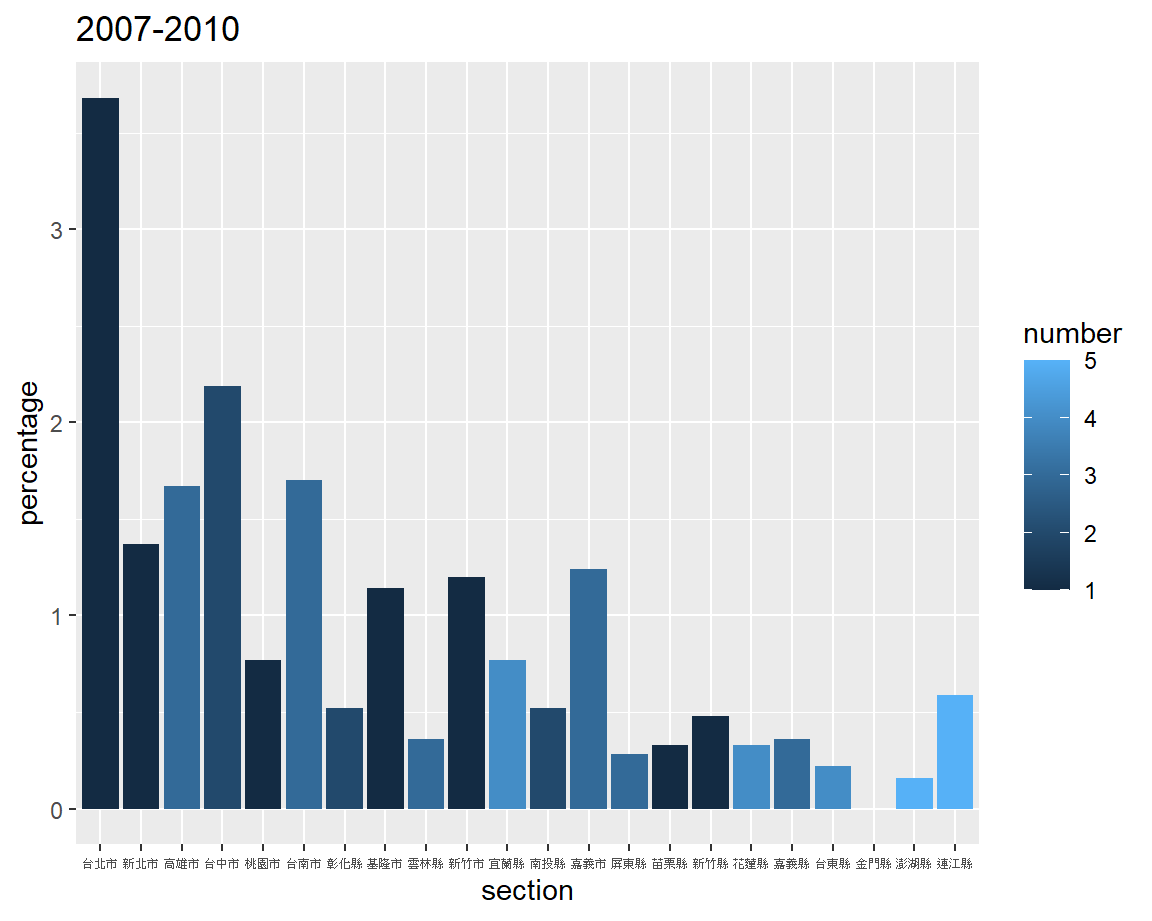 2007-2010
percentage
3
2
1
0
台北市 新北市 高雄市 台中市 桃園市 台南市 彰化縣 基隆市 雲林縣 新竹市 宜蘭縣 南投縣 嘉義市 屏東縣 苗栗縣 新竹縣 花蓮縣 嘉義縣 台東縣 金門縣 澎湖縣 連江縣
section
number
5
4
3
2
1